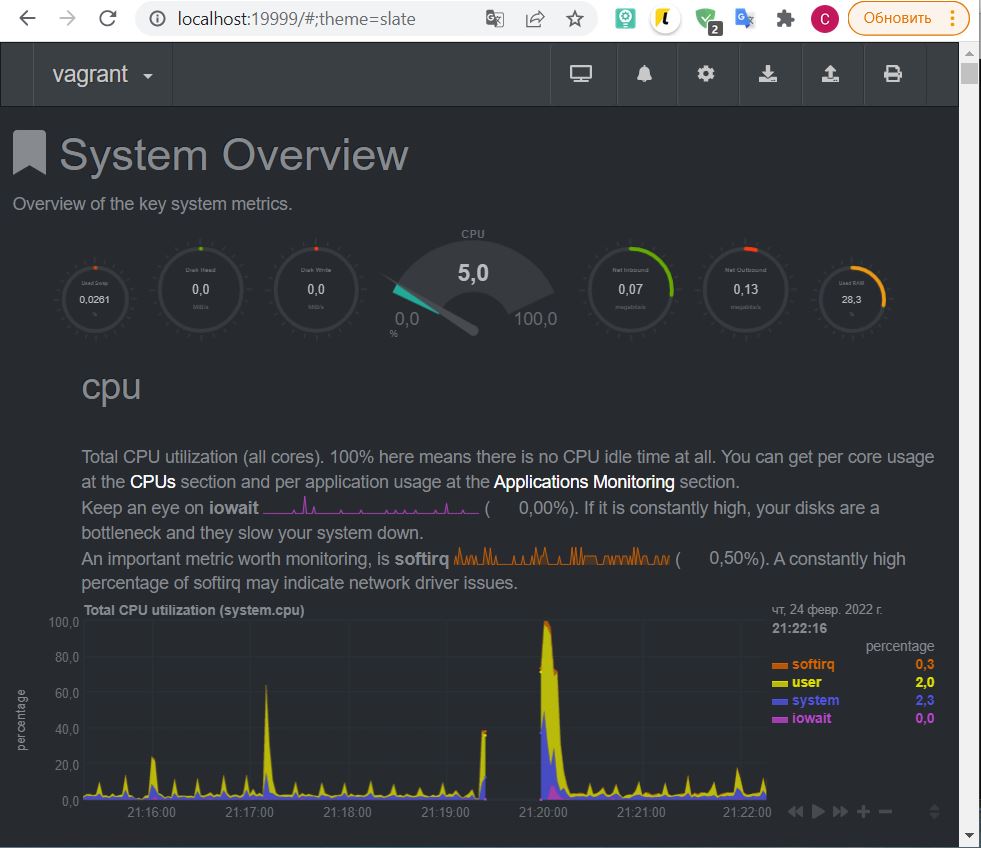 localhost:19999/#;theme=slate
2
C
Обновить
vagrant
System Overview
Overview of the key system metrics.
CPU
Used Swap
0,0261
%
Disk Read
0,0
MiB/s
Disk Write
0,0
MiB/s
5,0
0,0
100,0
%
Net Inbound
0,07
megabits/s
Net Outbound
0,13
megabits/s
Used RAM
28,3
%
cpu
Total CPU utilization (all cores). 100% here means there is no CPU idle time at all. You can get per core usage
at the CPUs section and per application usage at the Applications Monitoring section.
Keep an eye on iowait ( 0,00%). If it is constantly high, your disks are a
bottleneck and they slow your system down.
An important metric worth monitoring, is softirq ( 0,50%). A constantly high
percentage of softirq may indicate network driver issues.
Total CPU utilization (system.cpu)
чт, 24 февр. 2022 г.
21:22:16
percentage
softirq 0,3
user 2,0
system 2,3
iowait 0,0
percentage
100,0
80,0
60,0
40,0
20,0
0,0
21:16:00 21:17:00 21:18:00 21:19:00 21:20:00 21:21:00 21:22:00